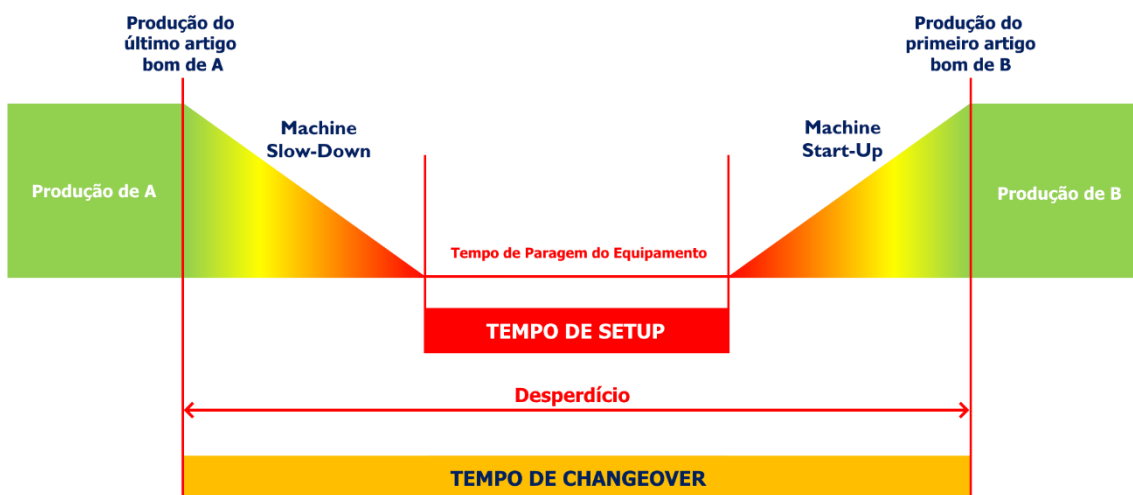 Produção do
último artigo
bom de A
Produção do
primeiro artigo
bom de B
Machine
Slow-Down
Machine
Start-Up
Produção de A
Produção de B
Tempo de Paragem do Equipamento
TEMPO DE SETUP
Desperdício
TEMPO DE CHANGEOVER